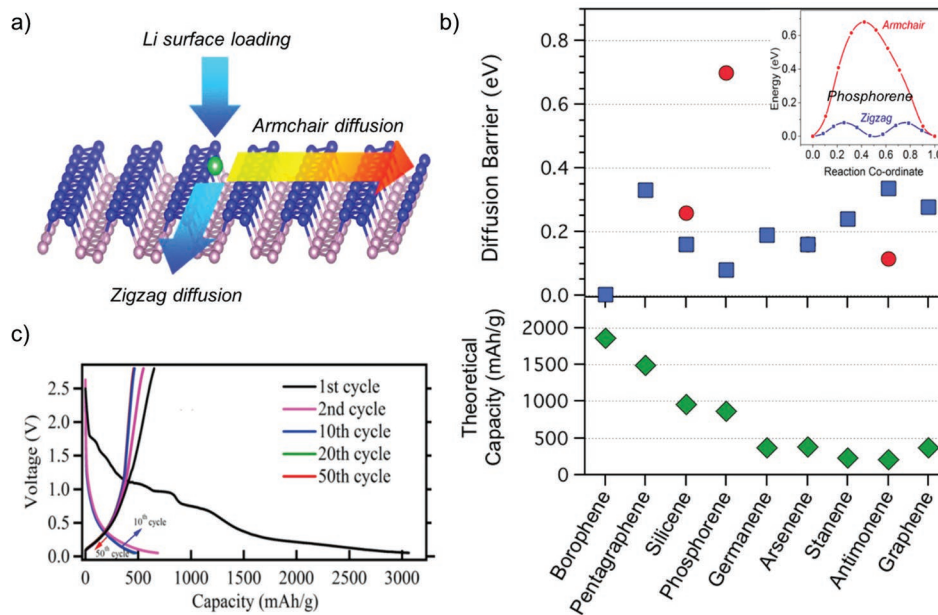 a)
Li surface loading
Armchair diffusion
Zigzag diffusion
b)
Diffusion Barrier (eV)
0.8
0.6
0.4
0.2
0.0
Energy (eV)
0.6
0.4
0.2
0.0
Armchair
Phosphorene
Zigzag
0.0 0.2 0.4 0.6 0.8 1.0
Reaction Co-ordinate
Theoretical
Capacity (mAh/g)
2000
1500
1000
500
0
Borophene
Pentagraphene
Silicene
Phosphorene
Germanene
Arsenene
Stanene
Antimonene
Graphene
c)
Voltage (V)
2.5
2.0
1.5
1.0
0.5
0.0
1st cycle
2nd cycle
10th cycle
20th cycle
50th cycle
10th cycle
50th cycle
0 500 1000 1500 2000 2500 3000
Capacity (mAh/g)